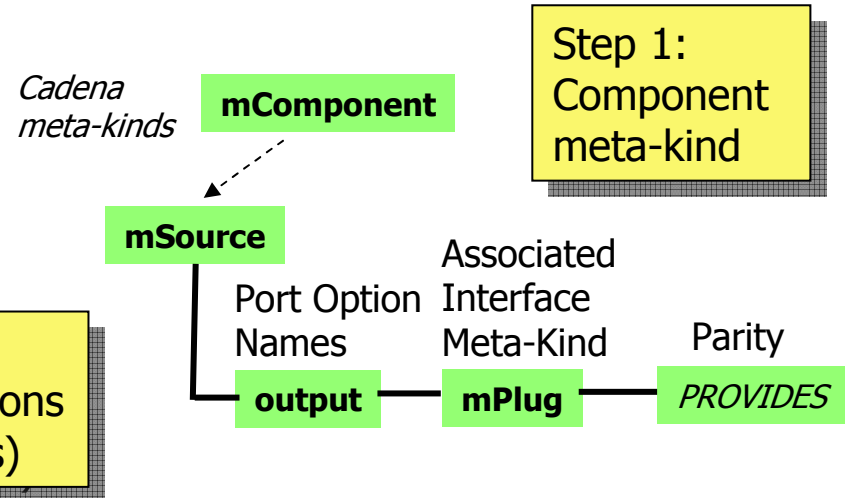 Step 1:
Component
meta-kind
Cadena
meta-kinds
mComponent
mSource
Port Option
Names
Associated
Interface
Meta-Kind
Parity
output
mPlug
PROVIDES
ons
s)